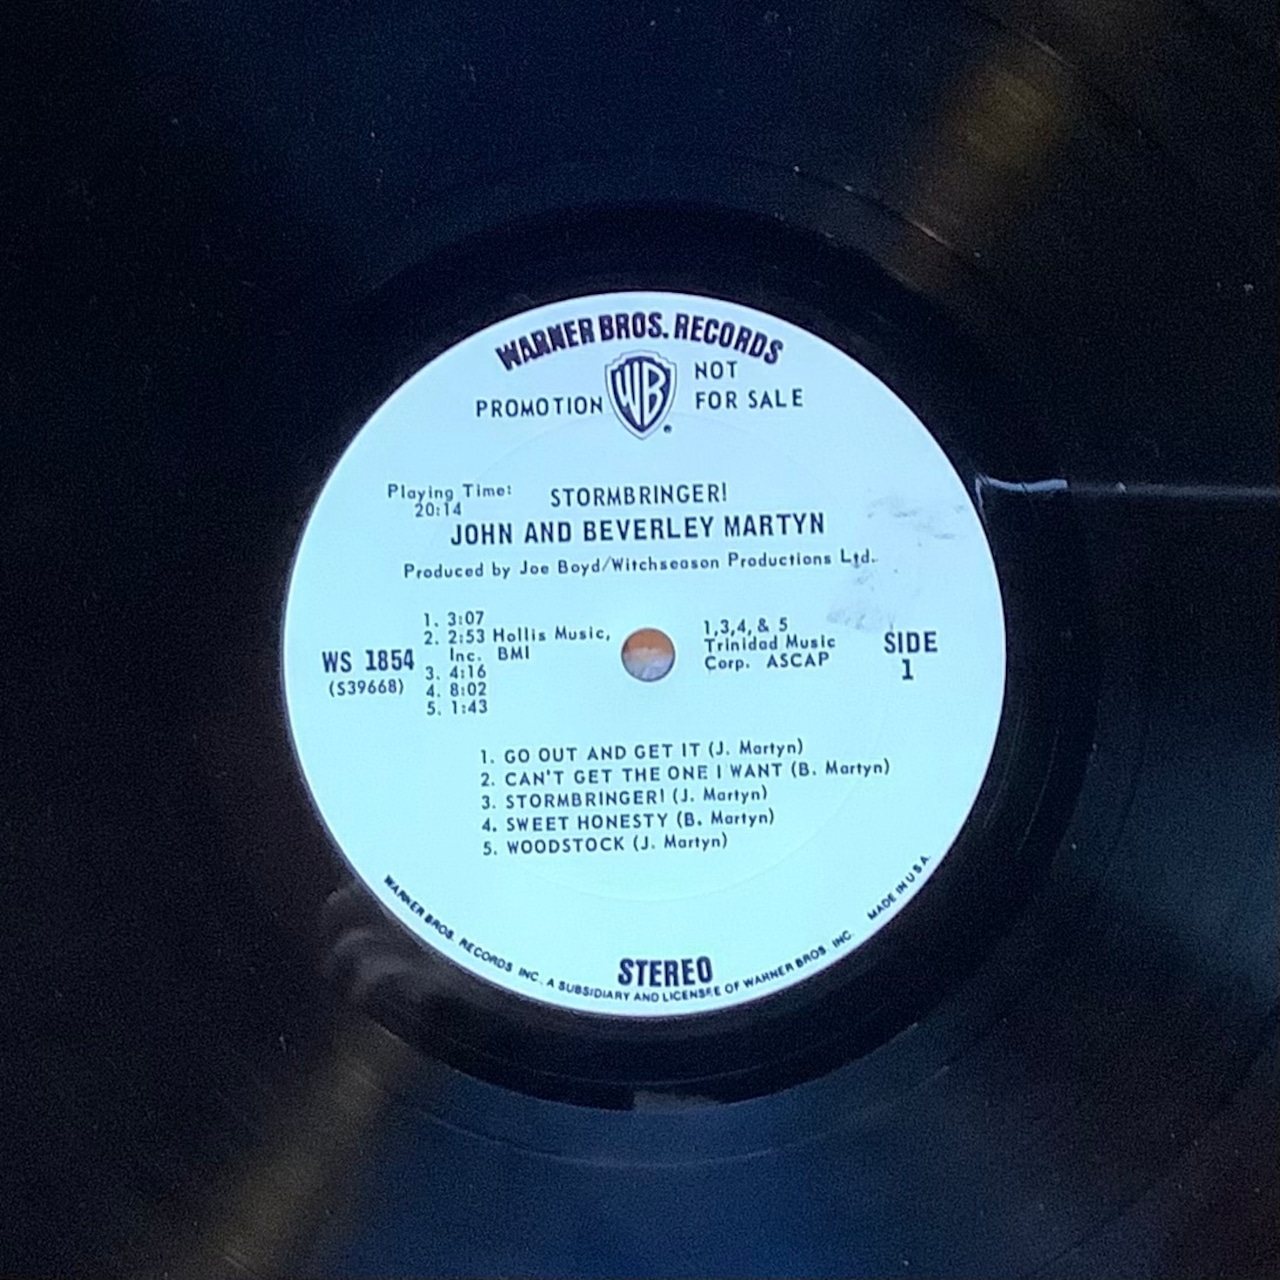 WARNER BROS. RECORDS
PROMOTION WB NOT
FOR SALE
Playing Time:
20:14
STORMBRINGER!
JOHN AND BEVERLEY MARTYN
Produced by Joe Boyd/Witchseason Productions Ltd.
WS 1854
(S39668)
1. 3:07
2. 2:53 Hollis Music,
Inc. BMI
3. 4:16
4. 8:02
5. 1:43
1,3,4, & 5
Trinidad Music
Corp. ASCAP
SIDE
1
1. GO OUT AND GET IT (J. Martyn)
2. CAN'T GET THE ONE I WANT (B. Martyn)
3. STORMBRINGER! (J. Martyn)
4. SWEET HONESTY (B. Martyn)
5. WOODSTOCK (J. Martyn)
STEREO
WARNER BROS. RECORDS INC., A SUBSIDIARY AND LICENSEE OF WARNER BROS. INC. MADE IN U.S.A.